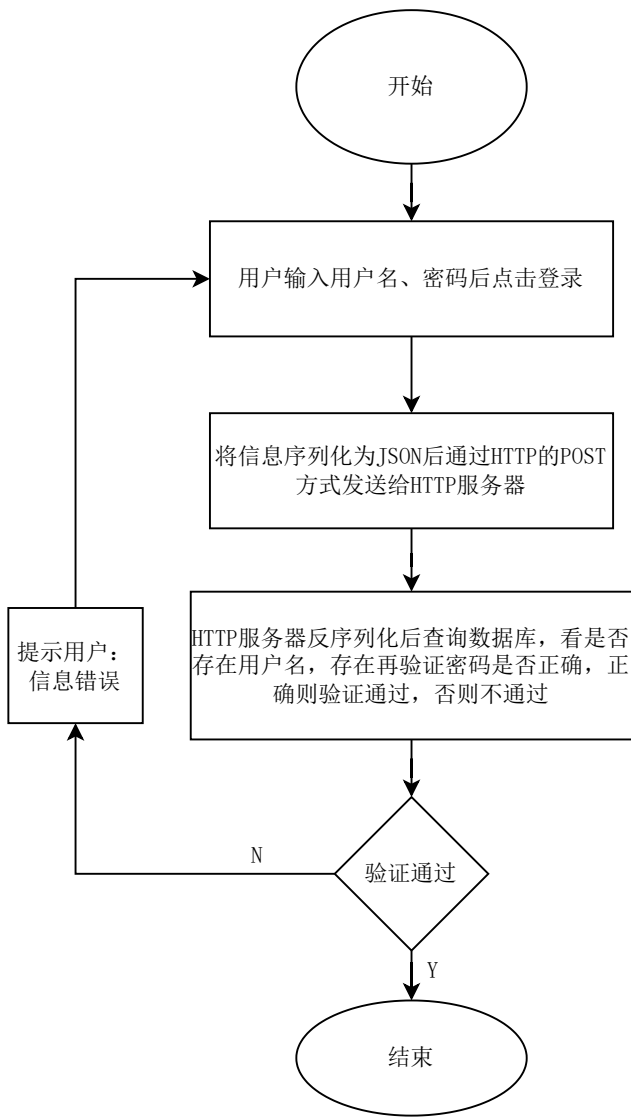 开始
用户输入用户名、密码后点击登录
将信息序列化为JSON后通过HTTP的POST
方式发送给HTTP服务器
HTTP服务器反序列化后查询数据库，看是否
存在用户名，存在再验证密码是否正确，正
确则验证通过，否则不通过
提示用户：
信息错误
N
验证通过
Y
结束